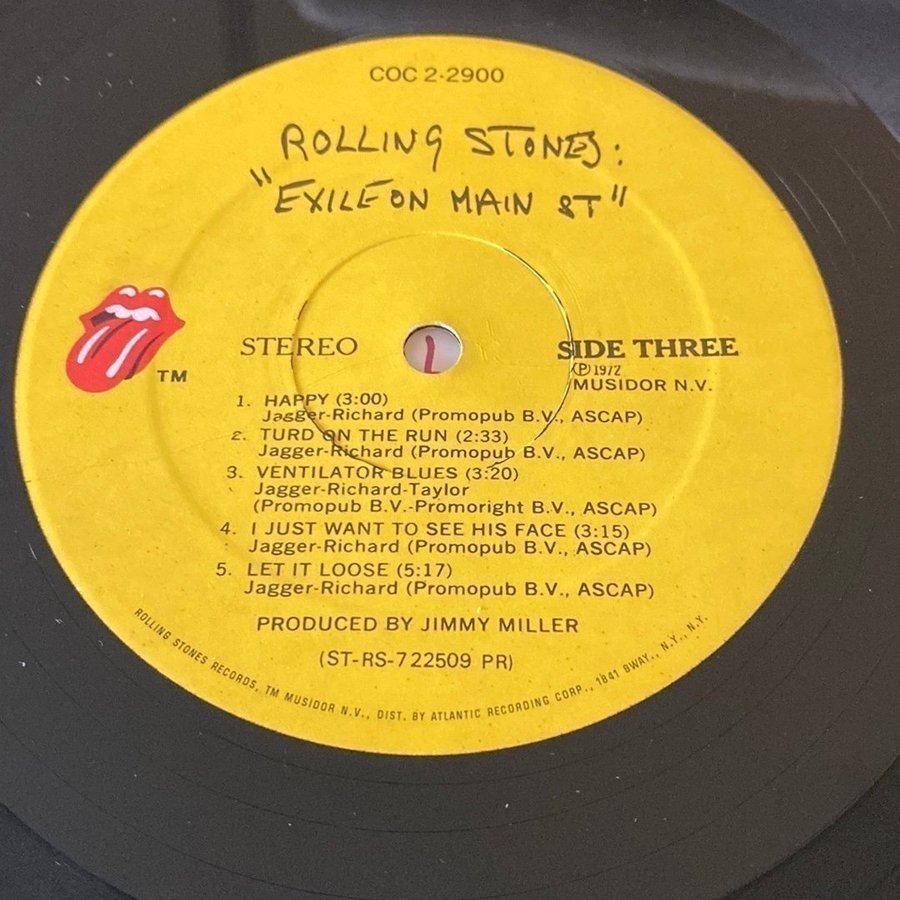 COC 2-2900
ROLLING STONES:
"EXILE ON MAIN ST"
TM
STEREO
1
SIDE THREE
Ⓟ 1972
MUSIDOR N.V.
1. HAPPY (3:00)
Jagger-Richard (Promopub B.V., ASCAP)
2. TURD ON THE RUN (2:33)
Jagger-Richard (Promopub B.V., ASCAP)
3. VENTILATOR BLUES (3:20)
Jagger-Richard-Taylor
(Promopub B.V.-Promoright B.V., ASCAP)
4. I JUST WANT TO SEE HIS FACE (3:15)
Jagger-Richard (Promopub B.V., ASCAP)
5. LET IT LOOSE (5:17)
Jagger-Richard (Promopub B.V., ASCAP)
PRODUCED BY JIMMY MILLER
(ST-RS-722509 PR)
ROLLING STONES RECORDS, TM MUSIDOR N.V., DIST. BY ATLANTIC RECORDING CORP., 1841 BWAY., N.Y., N.Y.